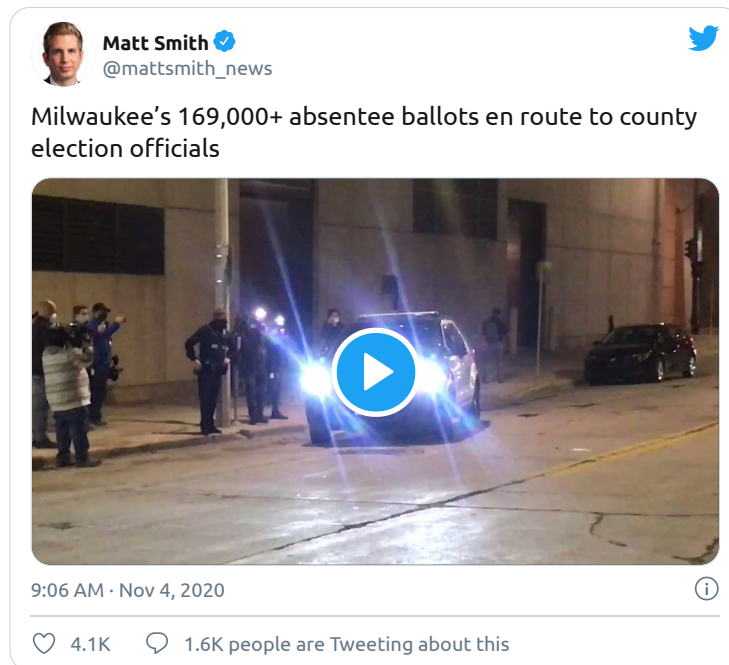 Matt Smith
@mattsmith_news
Milwaukee’s 169,000+ absentee ballots en route to county
election officials
9:06 AM · Nov 4, 2020
4.1K 1.6K people are Tweeting about this